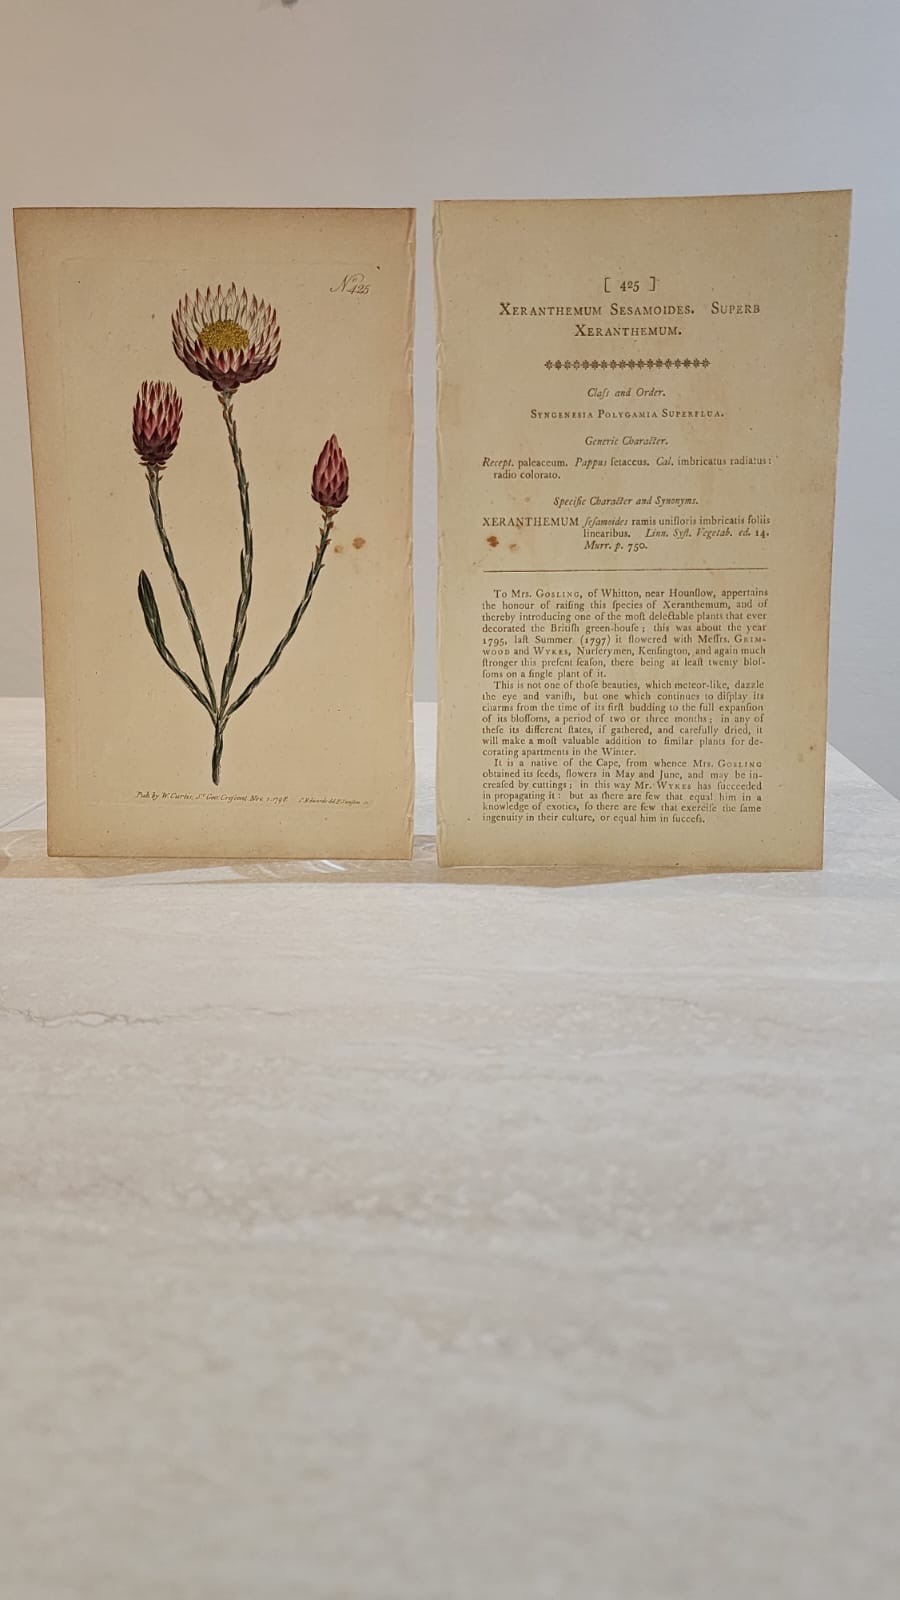 N. 425
Pub. by W. Curtis, St. Geo: Crescent Nov. 1. 1798.
S. Edwards del. F. Sansom sc.
[ 425 ]
XERANTHEMUM SESAMOIDES. SUPERB
XERANTHEMUM.
Claſs and Order.
SYNGENESIA POLYGAMIA SUPERFLUA.
Generic Character.
Recept. paleaceum. Pappus ſetaceus. Cal. imbricatus radiatus:
radio colorato.
Specific Character and Synonyms.
XERANTHEMUM ſeſamoides ramis unifloris imbricatis foliis
linearibus. Linn. Syſt. Vegetab. ed. 14.
Murr. p. 750.
To Mrs. GOSLING, of Whitton, near Hounſlow, appertains
the honour of raiſing this ſpecies of Xeranthemum, and of
thereby introducing one of the moſt delectable plants that ever
decorated the Britiſh green-houſe; this was about the year
1795, laſt Summer (1797) it flowered with Meſſrs. GRIM-
WOOD and WYKES, Nurſerymen, Kenſington, and again much
ſtronger this preſent ſeaſon, there being at leaſt twenty bloſ-
ſoms on a ſingle plant of it.
This is not one of thoſe beauties, which meteor-like, dazzle
the eye and vaniſh, but one which continues to diſplay its
charms from the time of its firſt budding to the full expanſion
of its bloſſoms, a period of two or three months; in any of
theſe its different ſtates, if gathered, and carefully dried, it
will make a moſt valuable addition to ſimilar plants for de-
corating apartments in the Winter.
It is a native of the Cape, from whence Mrs. GOSLING
obtained its ſeeds, flowers in May and June, and may be in-
creaſed by cuttings; in this way Mr. WYKES has ſucceeded
in propagating it: but as there are few that equal him in a
knowledge of exotics, ſo there are few that exerciſe the ſame
ingenuity in their culture, or equal him in ſucceſs.